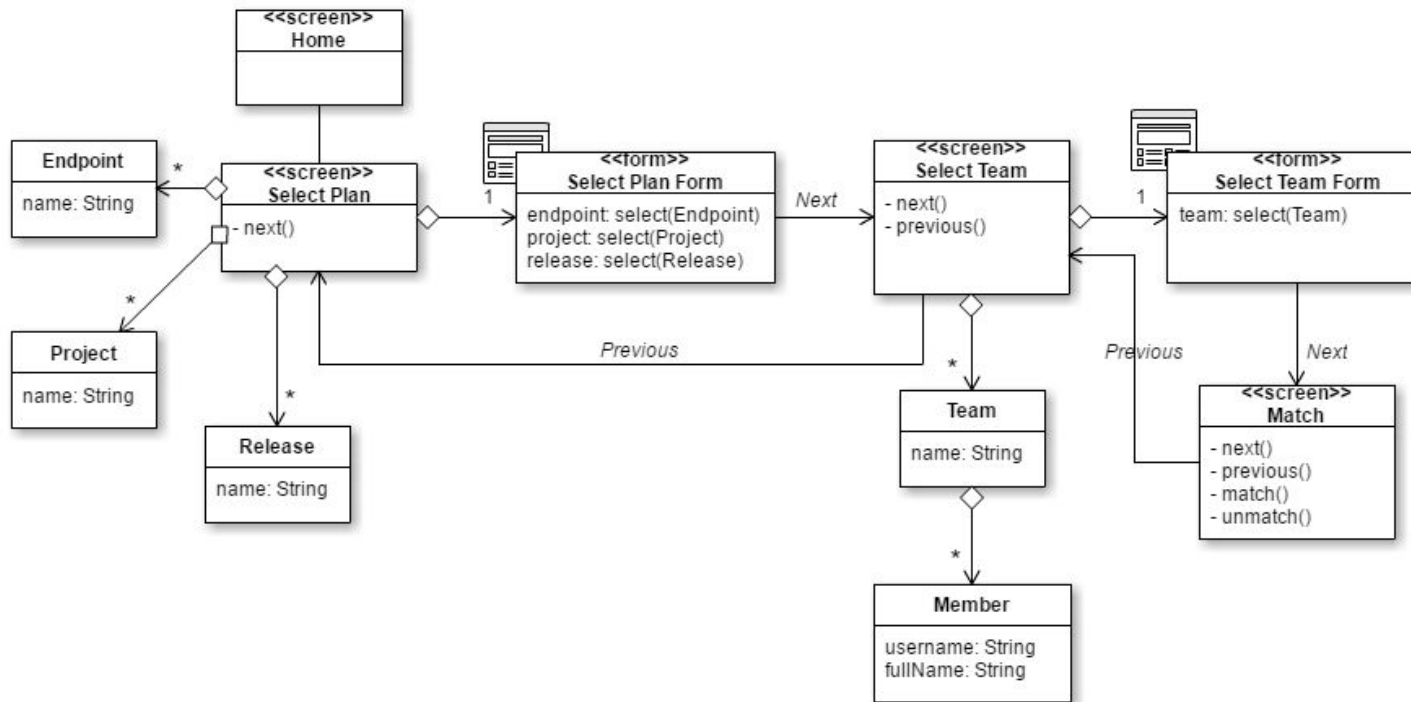 <<screen>>
Home
Endpoint
name: String
*
<<screen>>
Select Plan
- next()
1
<<form>>
Select Plan Form
endpoint: select(Endpoint)
project: select(Project)
release: select(Release)
Next
<<screen>>
Select Team
- next()
- previous()
1
<<form>>
Select Team Form
team: select(Team)
*
Project
name: String
*
Release
name: String
Previous
*
Team
name: String
*
Member
username: String
fullName: String
Previous
Next
<<screen>>
Match
- next()
- previous()
- match()
- unmatch()